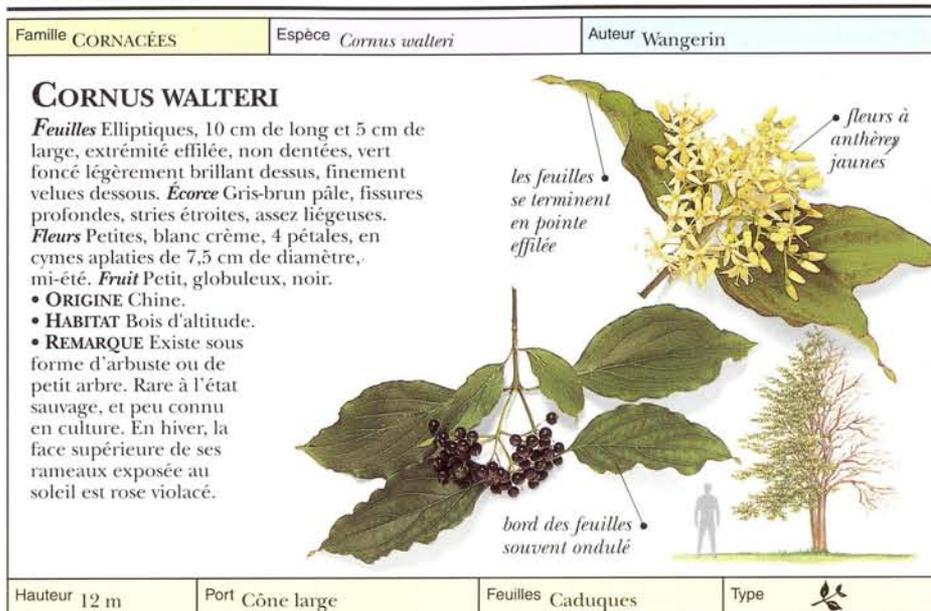 Famille CORNACÉES
Espèce Cornus walteri
Auteur Wangerin
CORNUS WALTERI
Feuilles Elliptiques, 10 cm de long et 5 cm de
large, extrémité effilée, non dentées, vert
foncé légèrement brillant dessus, finement
velues dessous. Écorce Gris-brun pâle, fissures
profondes, stries étroites, assez liégeuses.
Fleurs Petites, blanc crème, 4 pétales, en
cymes aplaties de 7,5 cm de diamètre,
mi-été. Fruit Petit, globuleux, noir.
• ORIGINE Chine.
• HABITAT Bois d'altitude.
• REMARQUE Existe sous
forme d'arbuste ou de
petit arbre. Rare à l'état
sauvage, et peu connu
en culture. En hiver, la
face supérieure de ses
rameaux exposée au
soleil est rose violacé.
les feuilles
se terminent
en pointe
effilée
fleurs à
anthères
jaunes
bord des feuilles
souvent ondulé
Hauteur 12 m
Port Cône large
Feuilles Caduques
Type